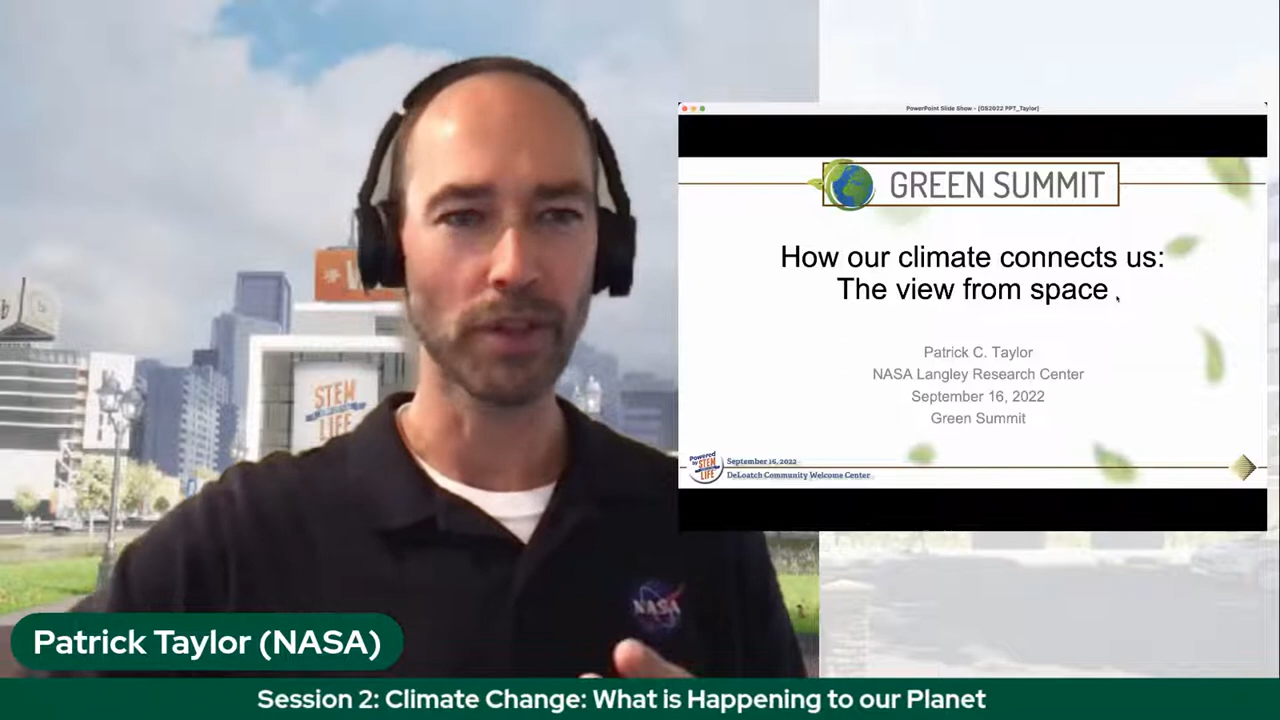 PowerPoint Slide Show - [GS2022 PPT_Taylor]
GREEN SUMMIT
How our climate connects us:
The view from space
Patrick C. Taylor
NASA Langley Research Center
September 16, 2022
Green Summit
Powered
by STEM
LIFE
September 16, 2022
DeLoatch Community Welcome Center
STEM
LIFE
NASA
Patrick Taylor (NASA)
Session 2: Climate Change: What is Happening to our Planet